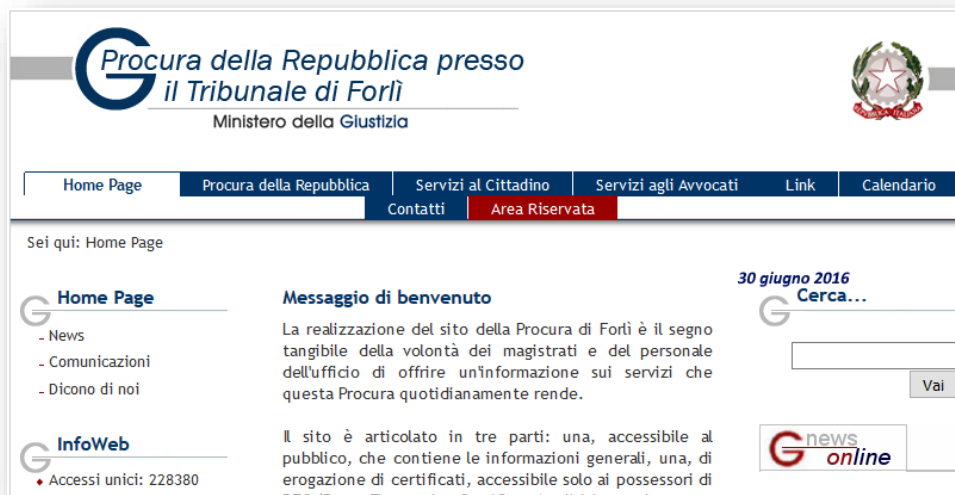 Procura della Repubblica presso
il Tribunale di Forlì
Ministero della Giustizia
REPVBBLICA ITALIANA
Home Page
Procura della Repubblica
Servizi al Cittadino
Servizi agli Avvocati
Link
Calendario
Contatti
Area Riservata
Sei qui: Home Page
Home Page
News
Comunicazioni
Dicono di noi
InfoWeb
Accessi unici: 228380
Messaggio di benvenuto
La realizzazione del sito della Procura di Forlì è il segno
tangibile della volontà dei magistrati e del personale
dell'ufficio di offrire un'informazione sui servizi che
questa Procura quotidianamente rende.
Il sito è articolato in tre parti: una, accessibile al
pubblico, che contiene le informazioni generali, una, di
erogazione di certificati, accessibile solo ai possessori di
30 giugno 2016
Cerca...
Vai
G news
online